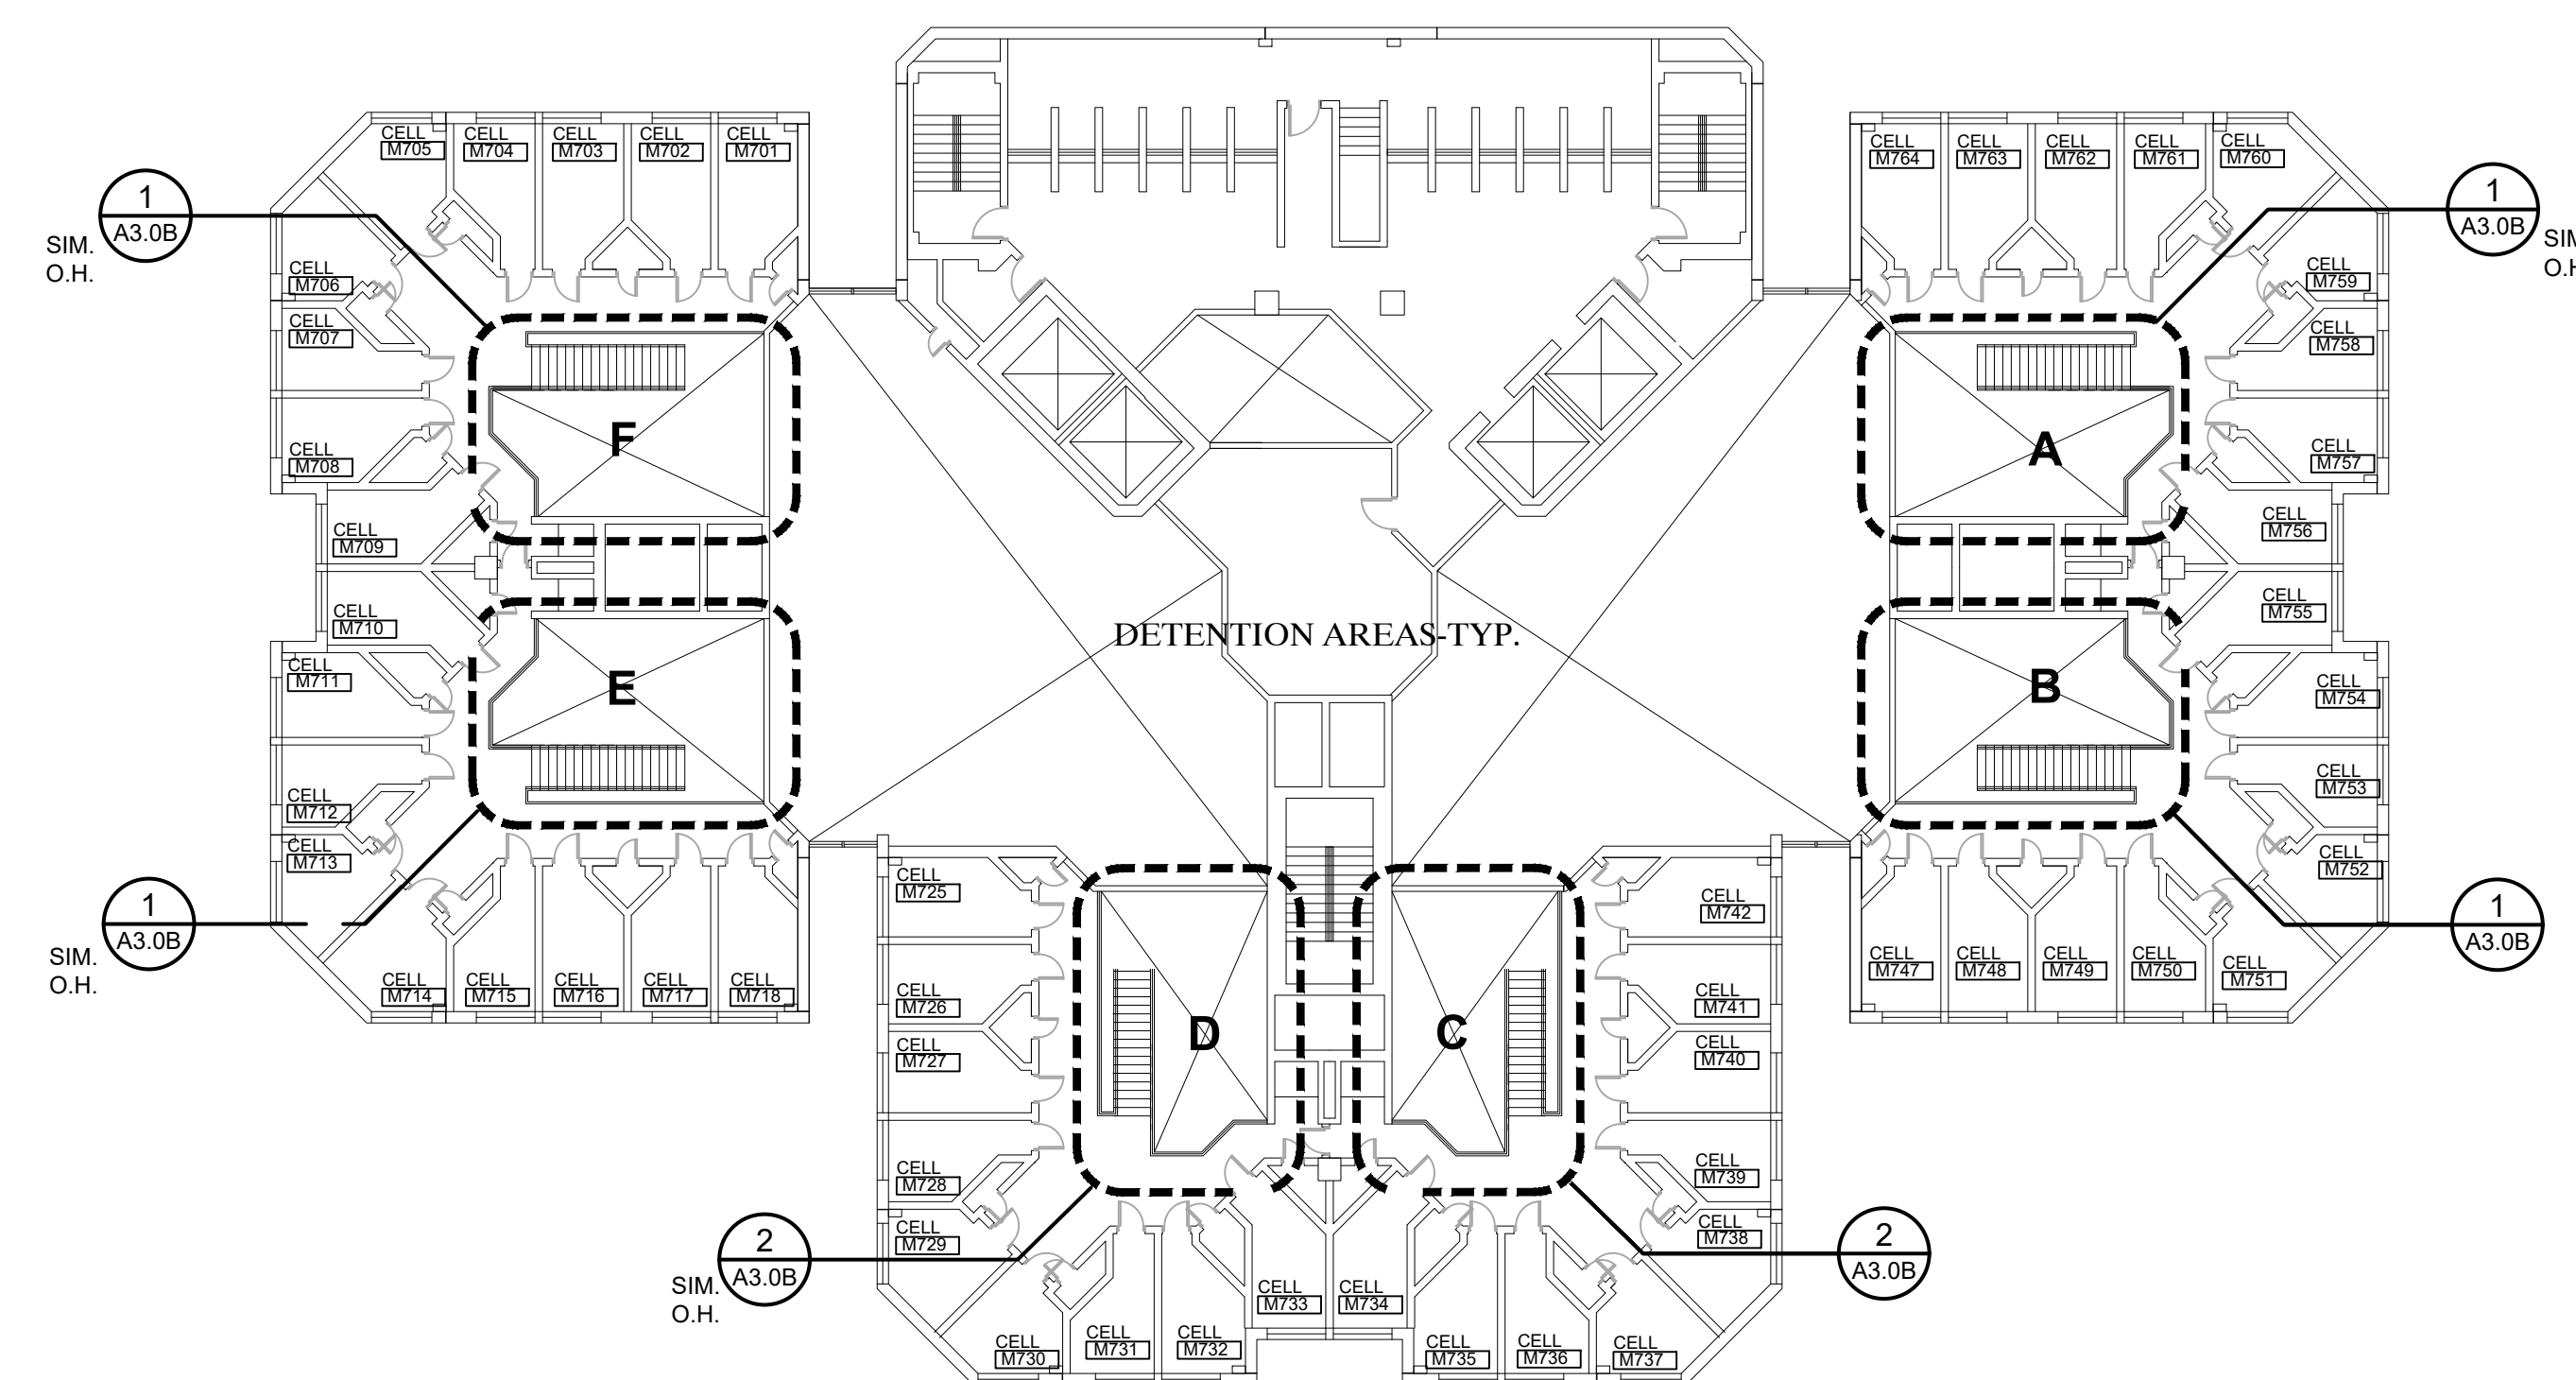 CELL
M705
CELL
M704
CELL
M703
CELL
M702
CELL
M701
CELL
M764
CELL
M763
CELL
M762
CELL
M761
CELL
M760
1
A3.0B
SIM.
O.H.
1
A3.0B
CELL
M706
CELL
M707
CELL
M708
CELL
M709
CELL
M710
CELL
M711
CELL
M712
CELL
M713
F
E
CELL
M759
CELL
M758
CELL
M757
CELL
M756
CELL
M755
CELL
M754
CELL
M753
CELL
M752
A
B
DETENTION AREAS-TYP.
1
A3.0B
SIM.
O.H.
CELL
M714
CELL
M715
CELL
M716
CELL
M717
CELL
M718
CELL
M747
CELL
M748
CELL
M749
CELL
M750
CELL
M751
1
A3.0B
CELL
M725
CELL
M726
CELL
M727
CELL
M728
CELL
M729
D
C
CELL
M742
CELL
M741
CELL
M740
CELL
M739
CELL
M738
2
A3.0B
SIM.
O.H.
2
A3.0B
CELL
M730
CELL
M731
CELL
M732
CELL
M733
CELL
M734
CELL
M735
CELL
M736
CELL
M737